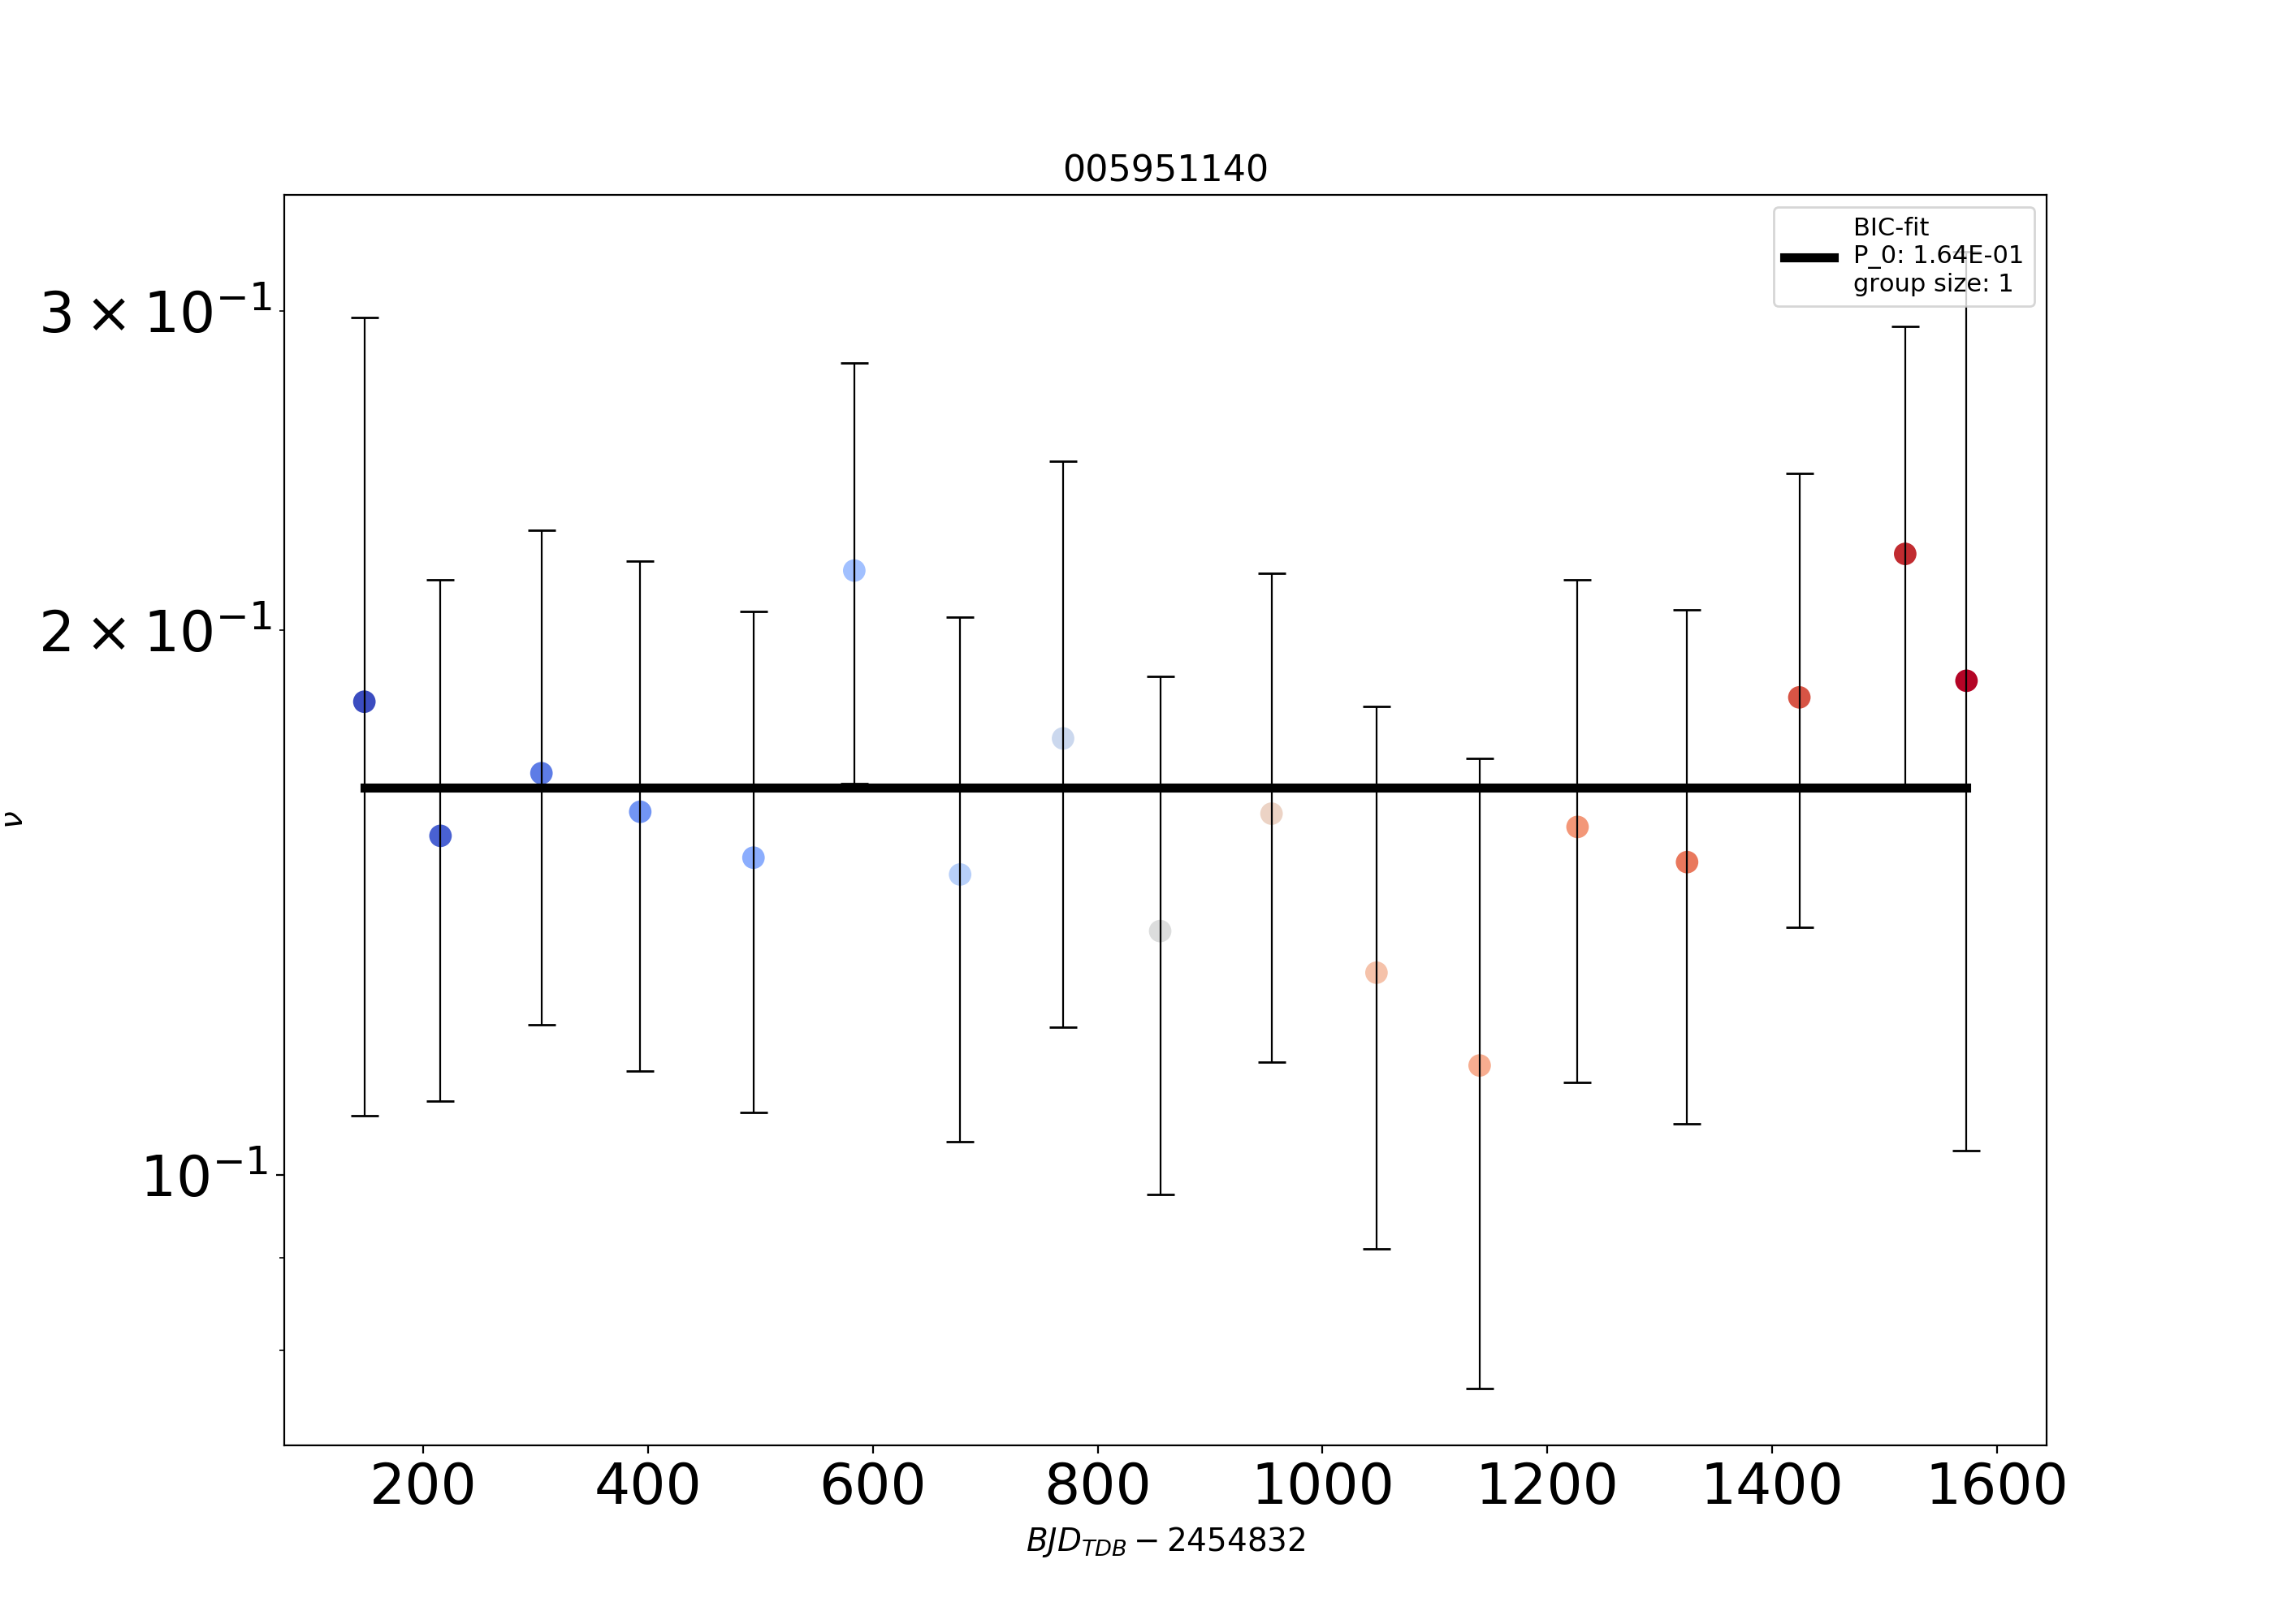 005951140
BIC-fit
P_0: 1.64E-01
group size: 1
3 × 10⁻¹
2 × 10⁻¹
10⁻¹
ν
200 400 600 800 1000 1200 1400 1600
BJD_TDB − 2454832